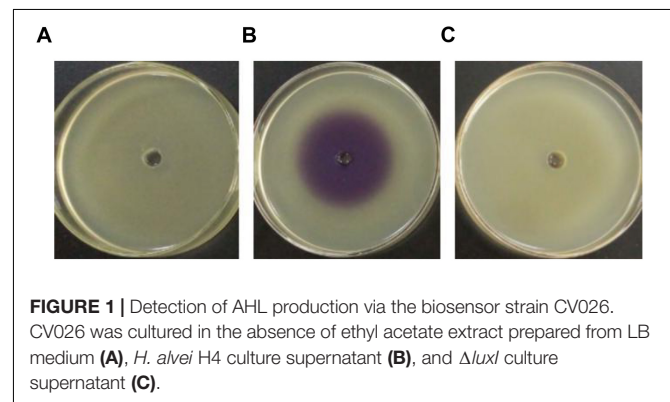 A B C
FIGURE 1 | Detection of AHL production via the biosensor strain CV026.
CV026 was cultured in the absence of ethyl acetate extract prepared from LB
medium (A), H. alvei H4 culture supernatant (B), and ΔluxI culture
supernatant (C).